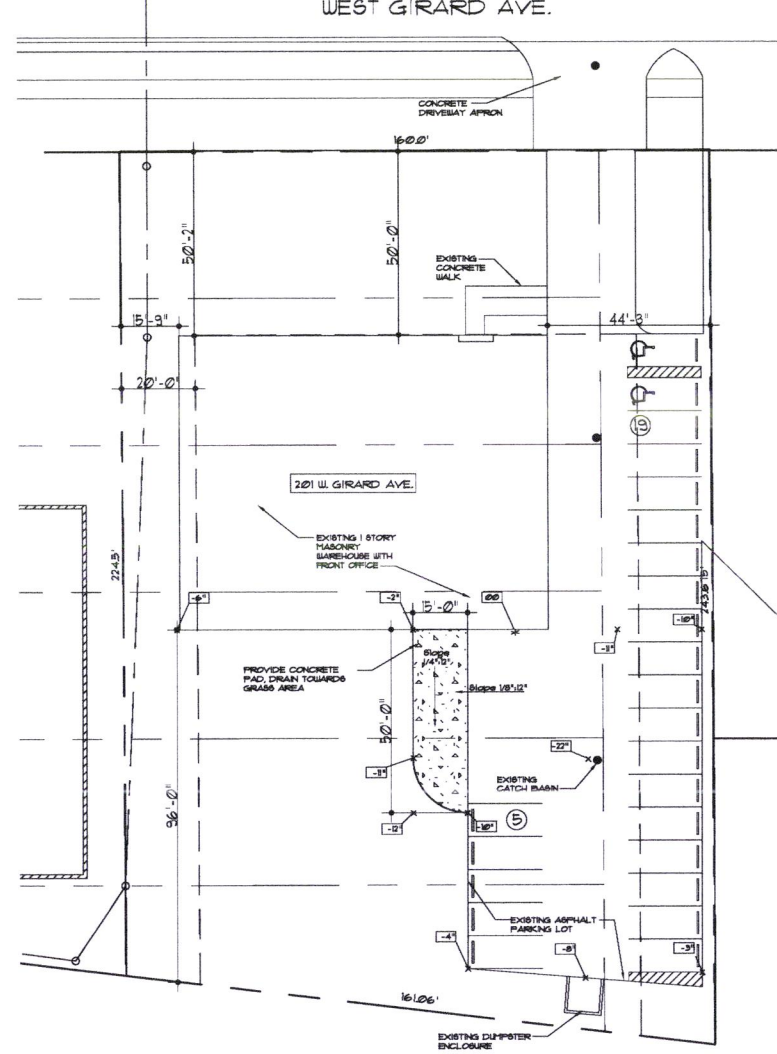 WEST GIRARD AVE.
CONCRETE
DRIVEWAY APRON
160.0'
50'-2"
50'-0"
EXISTING
CONCRETE
WALK
15'-9"
44'-3"
20'-0"
201 W. GIRARD AVE.
EXISTING 1 STORY
MASONRY
WAREHOUSE WITH
FRONT OFFICE
224.5'
243.615'
-6"
-2"
15'-0"
00
-10"
-11"
PROVIDE CONCRETE
PAD, DRAIN TOWARDS
GRASS AREA
Slope
1/4":12"
Slope 1/8":12"
50'-0"
-22"
-11"
EXISTING
CATCH BASIN
96'-0"
-12"
-10"
5
EXISTING ASPHALT
PARKING LOT
-4"
-8"
-3"
161.06'
EXISTING DUMPSTER
ENCLOSURE